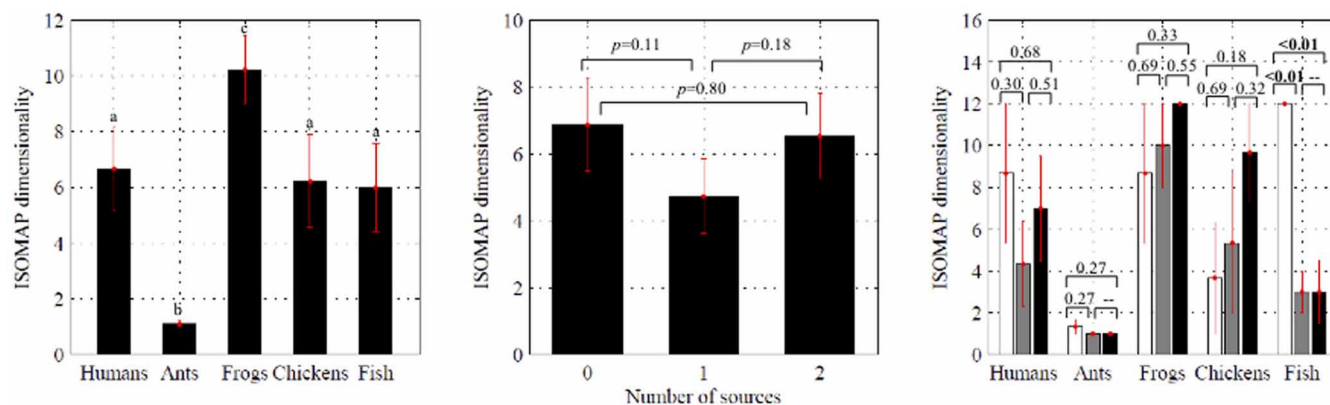 12
10
8
6
4
2
0
ISOMAP dimensionality
a
b
c
a
a
Humans
Ants
Frogs
Chickens
Fish
10
8
6
4
2
0
ISOMAP dimensionality
p=0.11
p=0.18
p=0.80
0
1
2
Number of sources
16
14
12
10
8
6
4
2
0
ISOMAP dimensionality
0.68
0.30
0.51
0.27
0.27
--
0.33
0.69
0.55
0.18
0.69
0.32
<0.01
<0.01
--
Humans
Ants
Frogs
Chickens
Fish